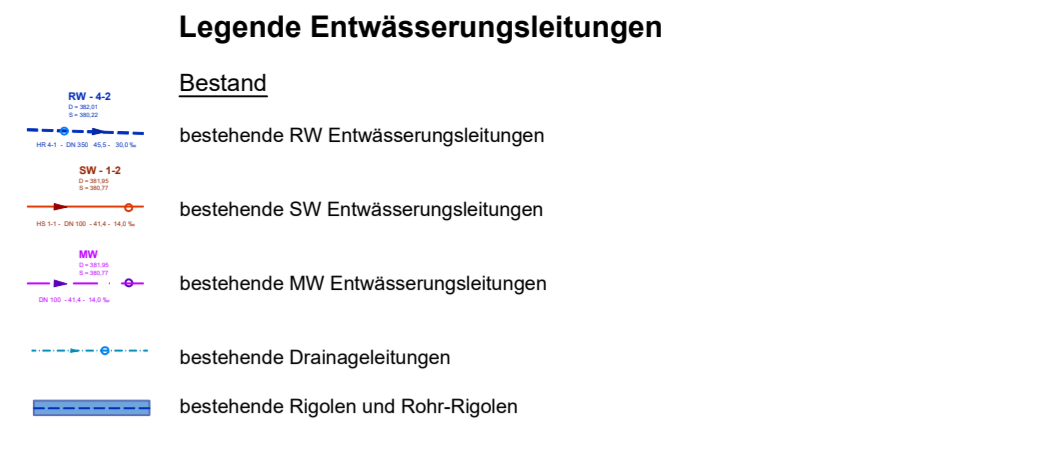 Legende Entwässerungsleitungen
Bestand
RW - 4-2
D = 382,01
S = 380,22
HR 4-1 - DN 350 45,5 - 30,0 ‰
bestehende RW Entwässerungsleitungen
SW - 1-2
D = 381,95
S = 380,77
HS 1-1 - DN 100 - 41,4 - 14,0 ‰
bestehende SW Entwässerungsleitungen
MW
D = 381,95
S = 380,77
DN 100 - 41,4 - 14,0 ‰
bestehende MW Entwässerungsleitungen
bestehende Drainageleitungen
bestehende Rigolen und Rohr-Rigolen